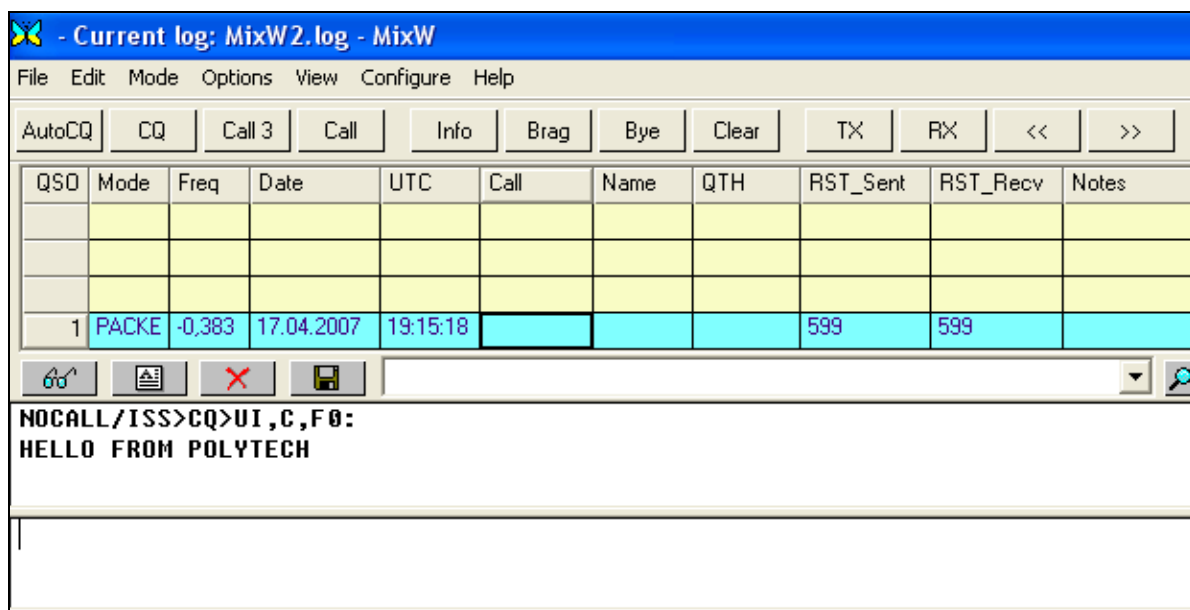 - Current log: MixW2.log - MixW
File Edit Mode Options View Configure Help
AutoCQ CQ Call 3 Call Info Brag Bye Clear TX RX << >>
QSO Mode Freq Date UTC Call Name QTH RST_Sent RST_Recv Notes
1 PACKE -0,383 17.04.2007 19:15:18 599 599
NOCALL/ISS>CQ>UI,C,F0:
HELLO FROM POLYTECH